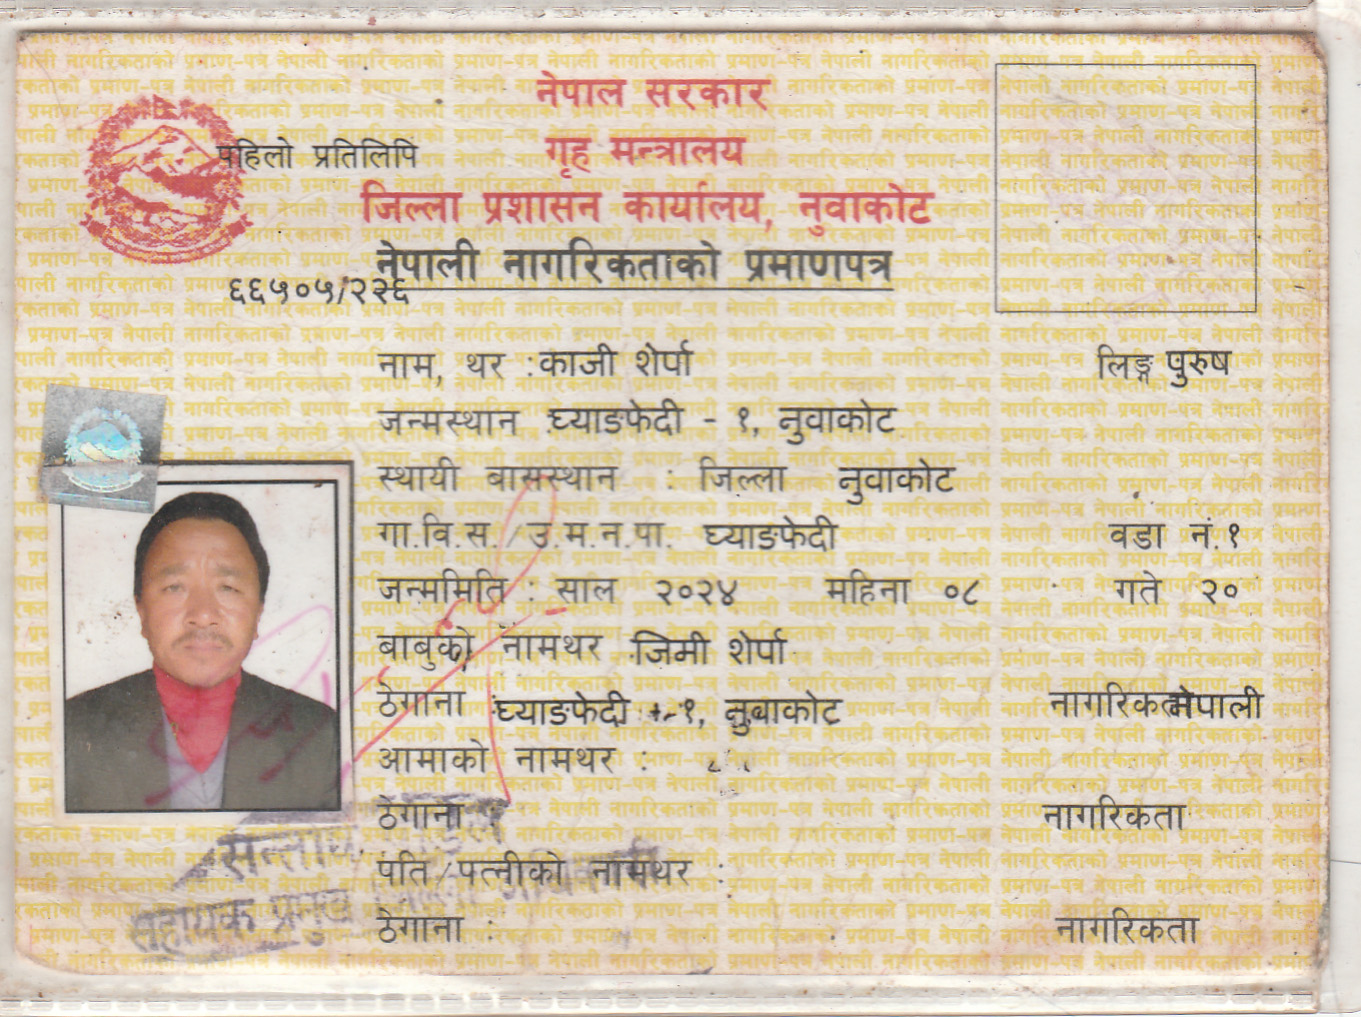 नेपाल सरकार
गृह मन्त्रालय
पहिलो प्रतिलिपि
जिल्ला प्रशासन कार्यालय, नुवाकोट
नेपाली नागरिकताको प्रमाणपत्र
६६५०५/२२६
नाम, थर : काजी शेर्पा लिङ्ग पुरुष
जन्मस्थान घ्याङफेदी - १, नुवाकोट
स्थायी बासस्थान : जिल्ला नुवाकोट
गा.वि.स. / उ.म.न.पा. घ्याङफेदी वडा नं. १
जन्ममिति : साल २०२४ महिना ०८ गते २०
बाबुको नामथर जिमी शेर्पा
ठेगाना : घ्याङफेदी - १, नुवाकोट नागरिकता नेपाली
आमाको नामथर :
ठेगाना : नागरिकता
पति / पत्नीको नामथर :
ठेगाना : नागरिकता
सहायक प्रमुख